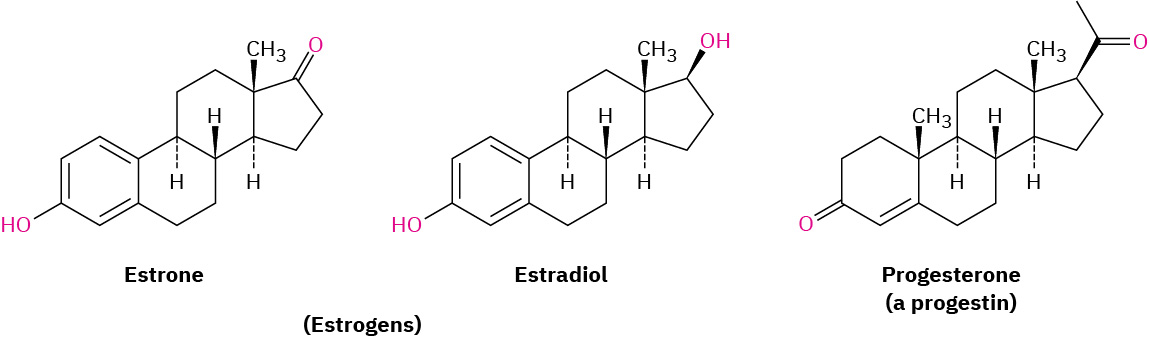 CH3 O
H
H H
HO
Estrone
CH3 OH
H
H H
HO
Estradiol
(Estrogens)
O
CH3
CH3 H
H H
O
Progesterone
(a progestin)